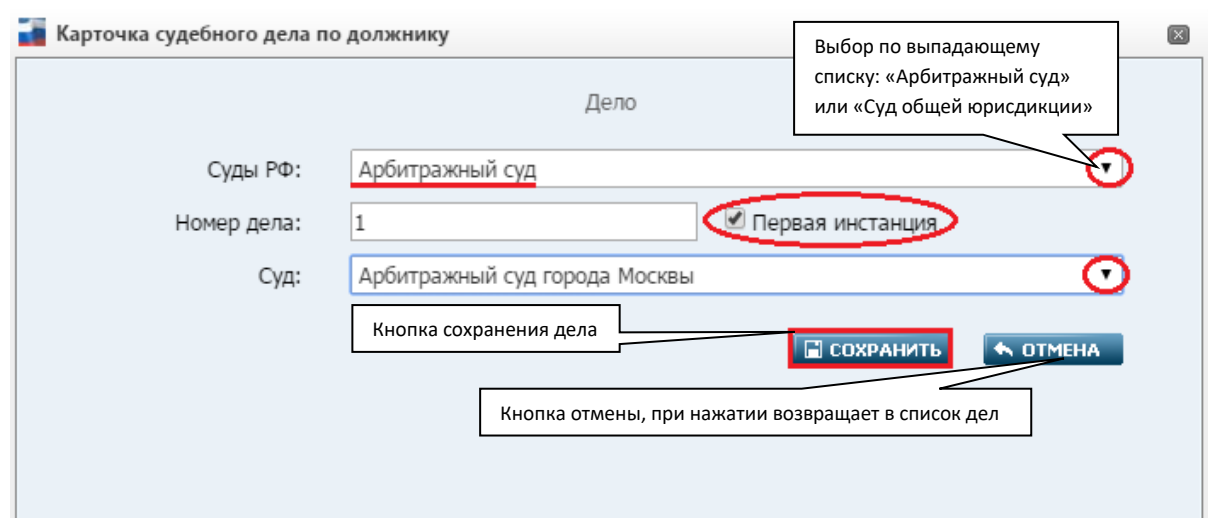 Карточка судебного дела по должнику
Выбор по выпадающему
списку: «Арбитражный суд»
или «Суд общей юрисдикции»
Дело
Суды РФ: Арбитражный суд
Номер дела: 1 Первая инстанция
Суд: Арбитражный суд города Москвы
Кнопка сохранения дела
СОХРАНИТЬ ОТМЕНА
Кнопка отмены, при нажатии возвращает в список дел